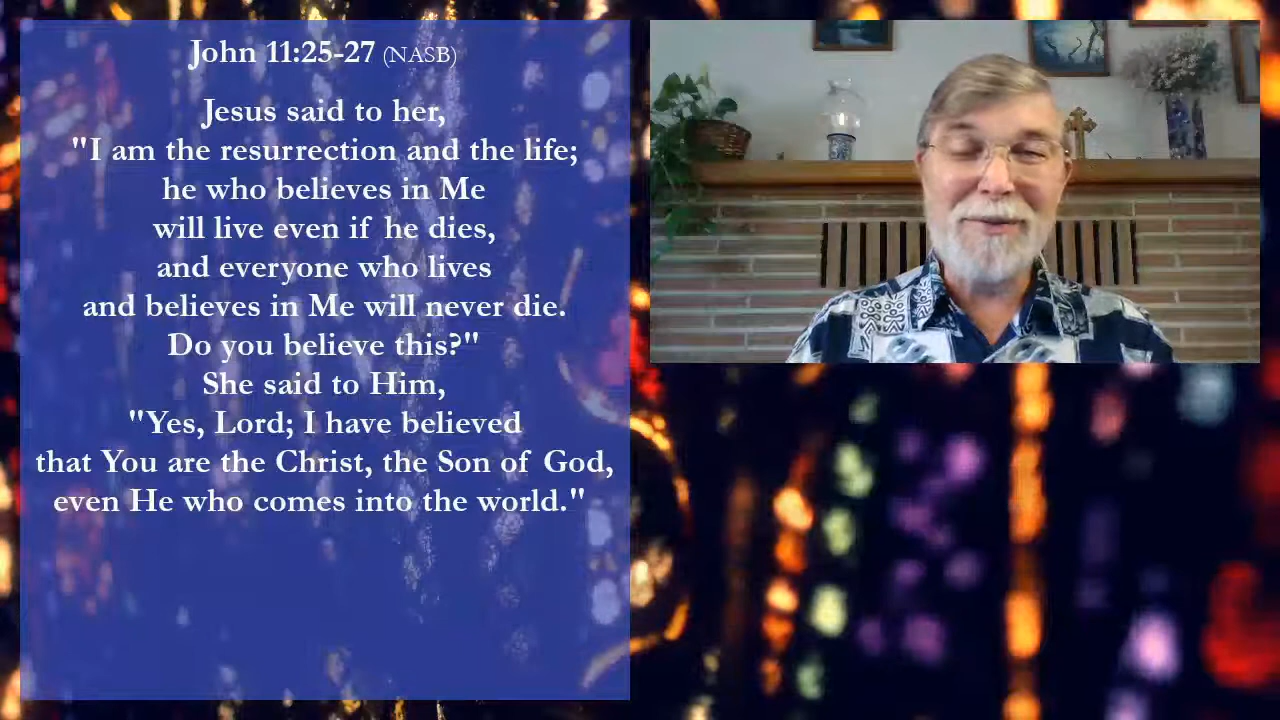 John 11:25-27 (NASB)
Jesus said to her,
"I am the resurrection and the life;
he who believes in Me
will live even if he dies,
and everyone who lives
and believes in Me will never die.
Do you believe this?"
She said to Him,
"Yes, Lord; I have believed
that You are the Christ, the Son of God,
even He who comes into the world."